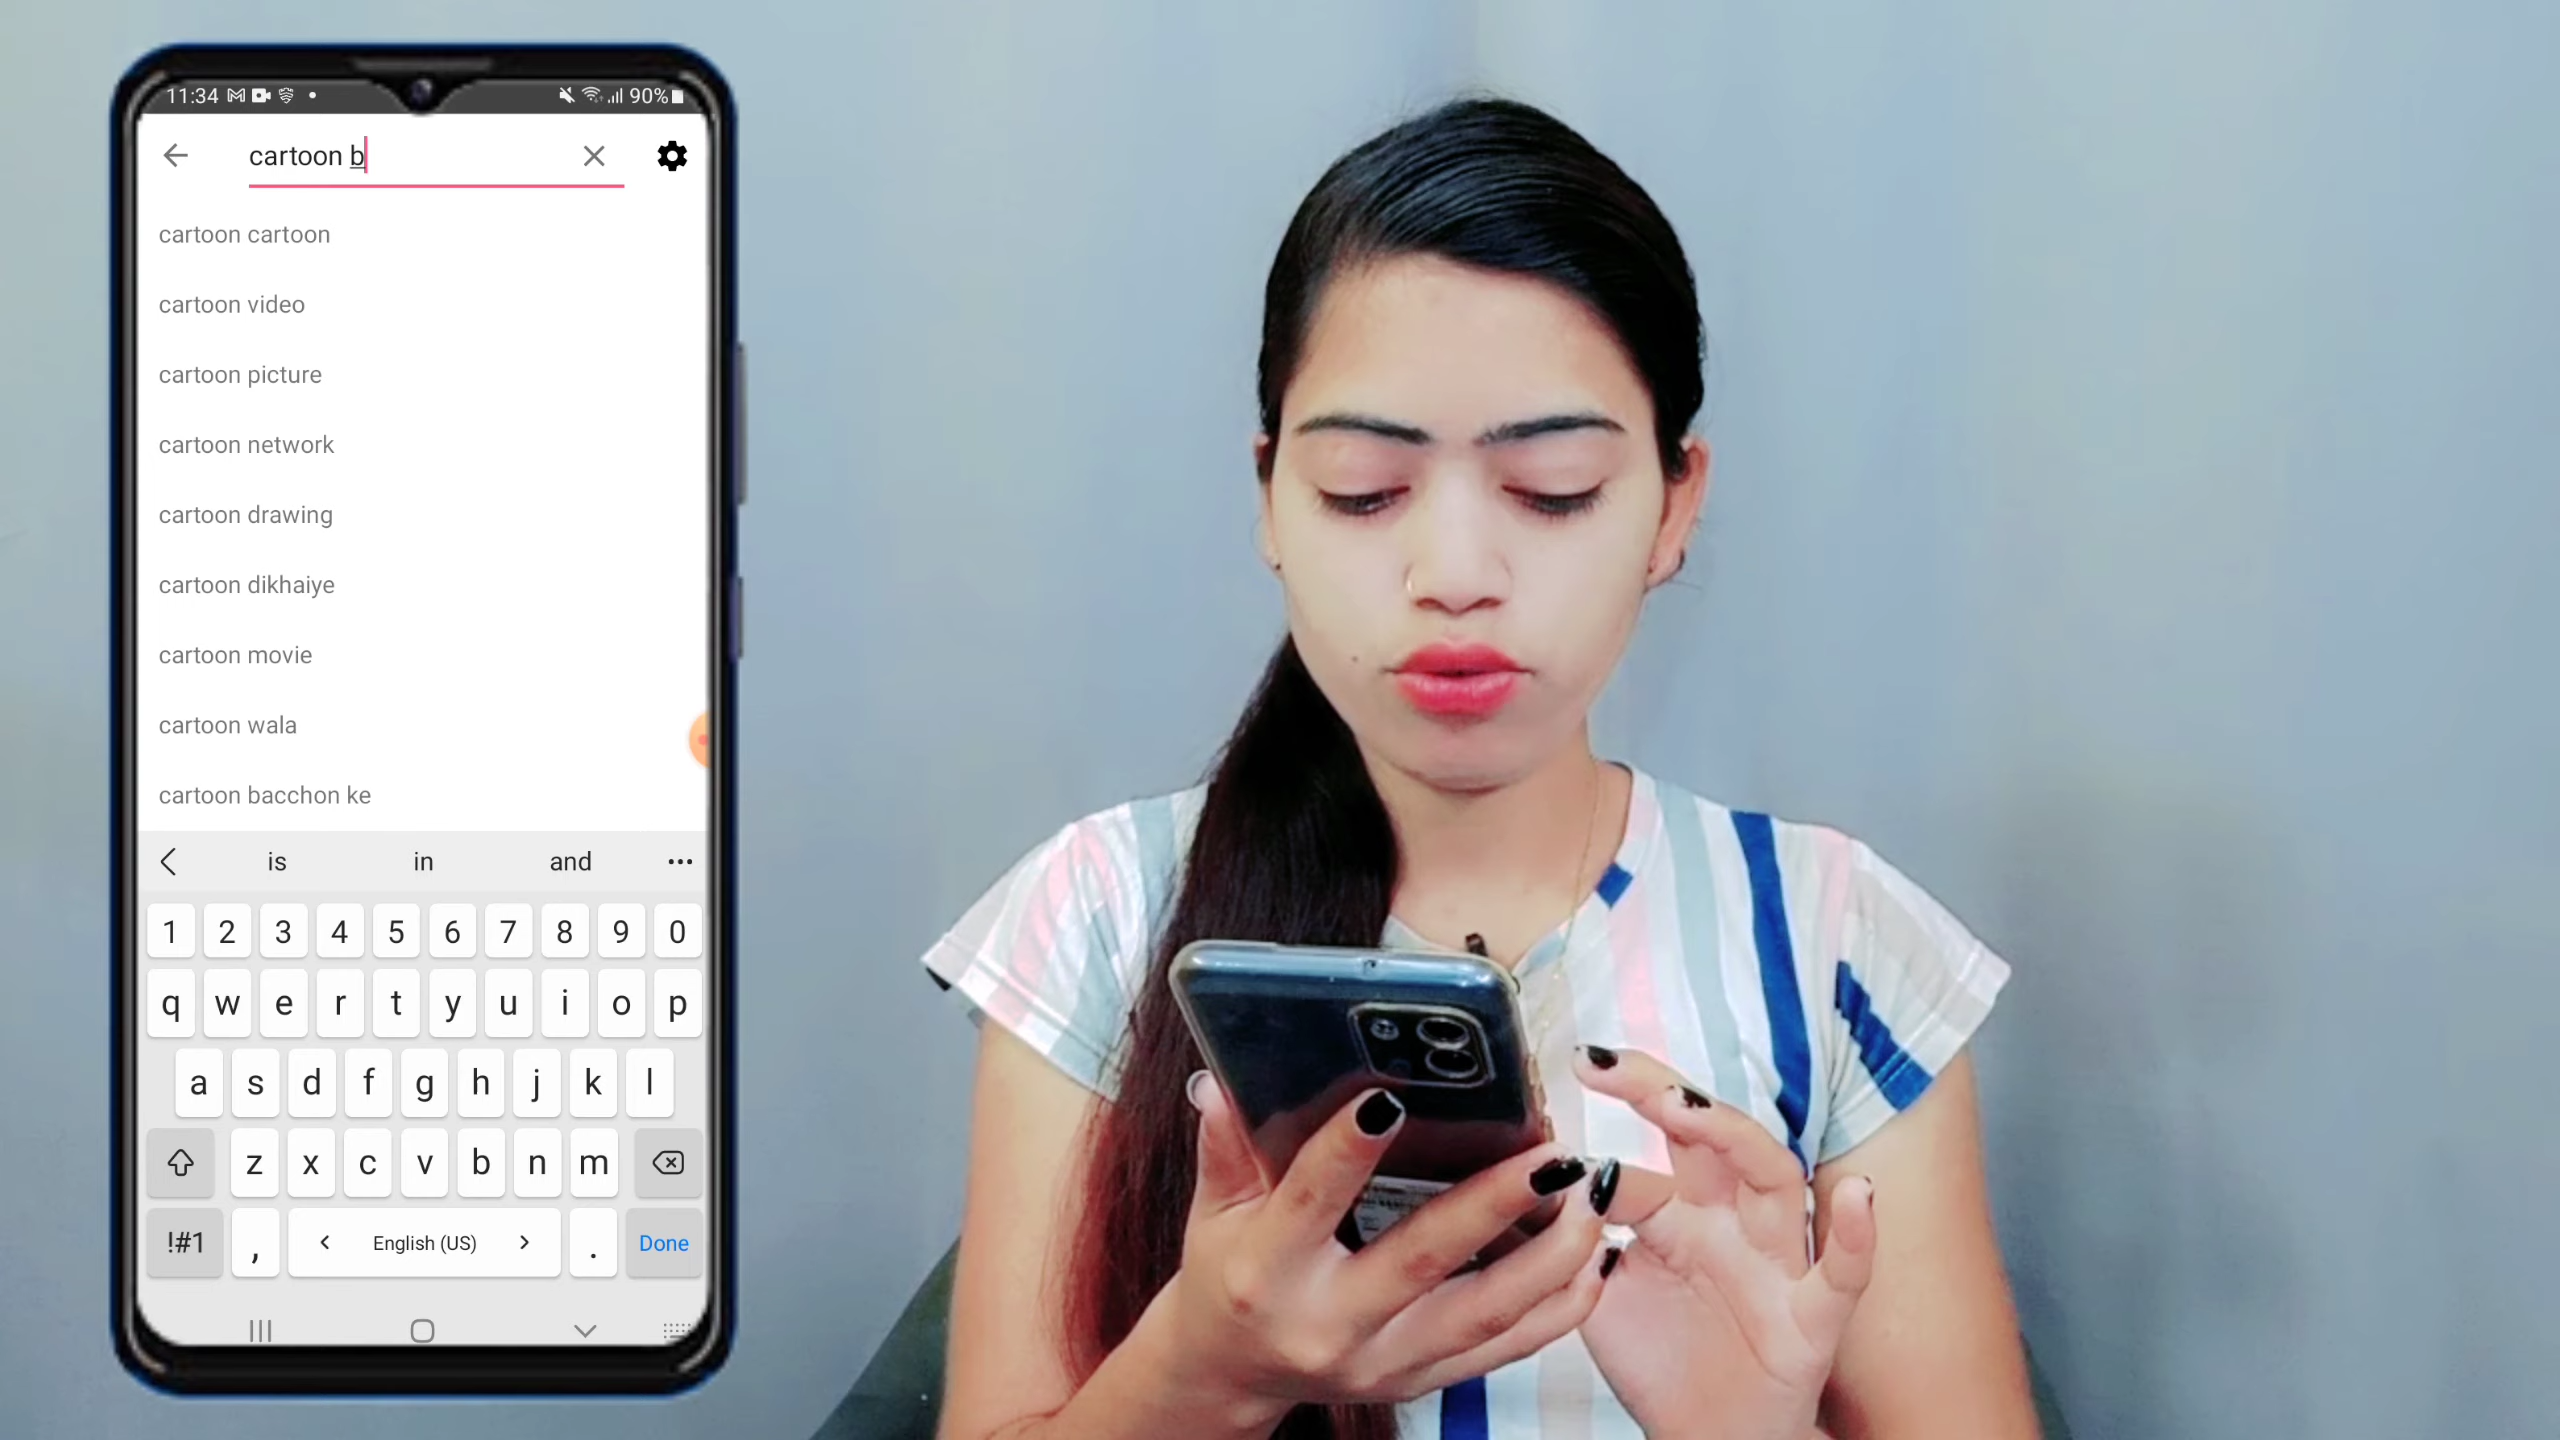 11:34 90%
cartoon b
cartoon cartoon
cartoon video
cartoon picture
cartoon network
cartoon drawing
cartoon dikhaiye
cartoon movie
cartoon wala
cartoon bacchon ke
is in and
1 2 3 4 5 6 7 8 9 0
q w e r t y u i o p
a s d f g h j k l
z x c v b n m
!#1 , < English (US) > . Done